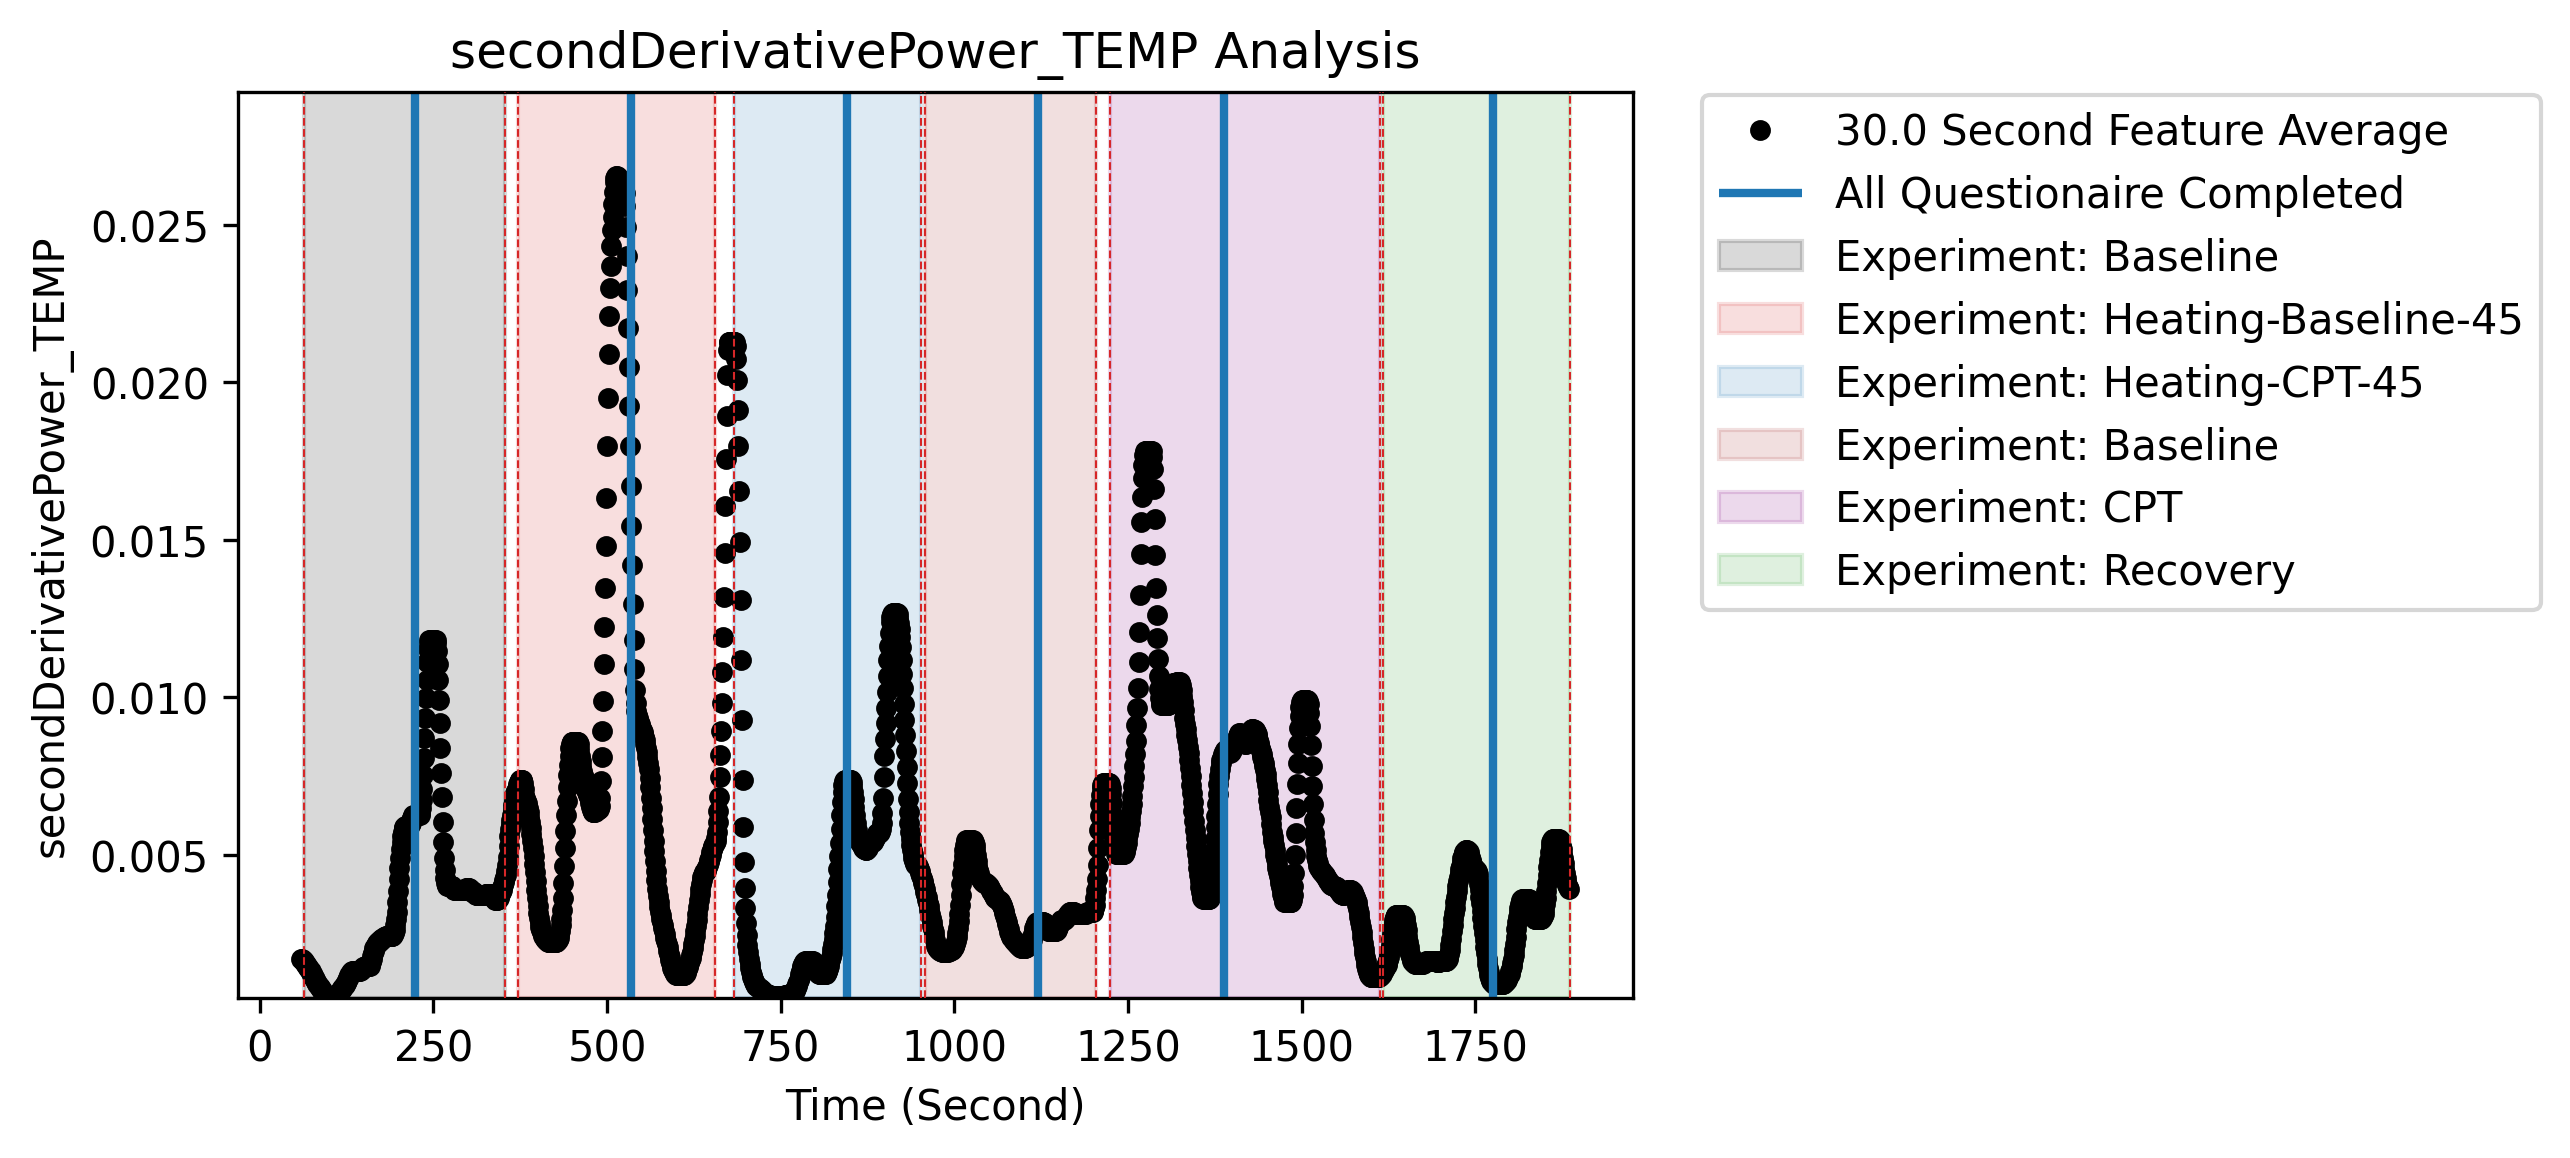 secondDerivativePower_TEMP Analysis
secondDerivativePower_TEMP
0.025
0.020
0.015
0.010
0.005
0 250 500 750 1000 1250 1500 1750
Time (Second)
30.0 Second Feature Average
All Questionaire Completed
Experiment: Baseline
Experiment: Heating-Baseline-45
Experiment: Heating-CPT-45
Experiment: Baseline
Experiment: CPT
Experiment: Recovery